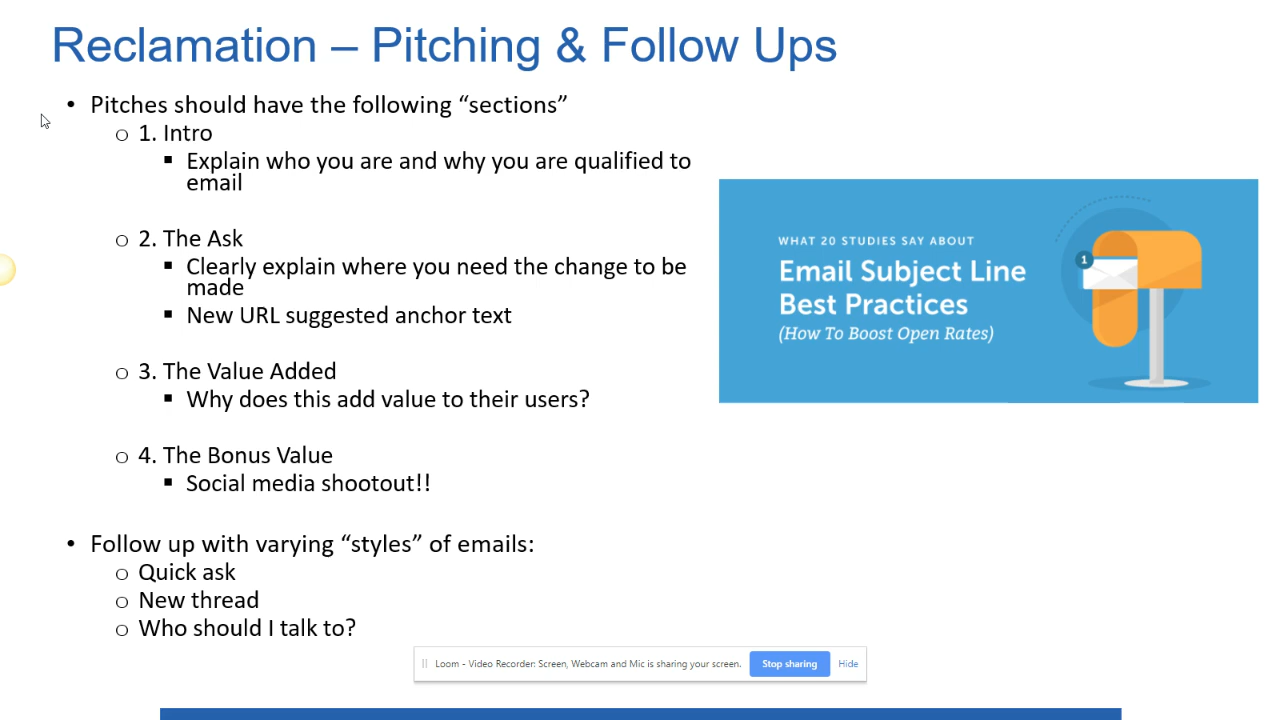 Reclamation – Pitching & Follow Ups
• Pitches should have the following “sections”
o 1. Intro
▪ Explain who you are and why you are qualified to
email
o 2. The Ask
▪ Clearly explain where you need the change to be
made
▪ New URL suggested anchor text
o 3. The Value Added
▪ Why does this add value to their users?
o 4. The Bonus Value
▪ Social media shootout!!
• Follow up with varying “styles” of emails:
o Quick ask
o New thread
o Who should I talk to?
WHAT 20 STUDIES SAY ABOUT
Email Subject Line
Best Practices
(How To Boost Open Rates)
1
Loom - Video Recorder: Screen, Webcam and Mic is sharing your screen. Stop sharing Hide